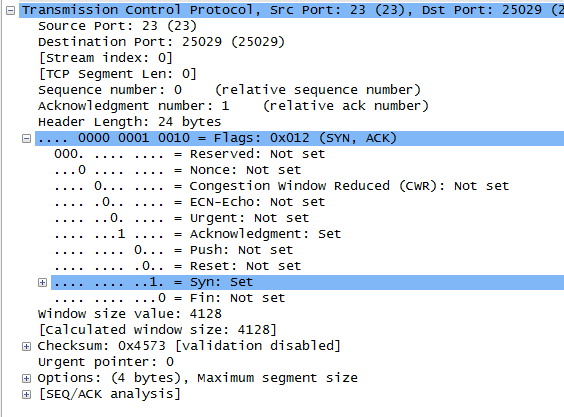 Transmission Control Protocol, Src Port: 23 (23), Dst Port: 25029 (2
Source Port: 23 (23)
Destination Port: 25029 (25029)
[Stream index: 0]
[TCP Segment Len: 0]
Sequence number: 0    (relative sequence number)
Acknowledgment number: 1    (relative ack number)
Header Length: 24 bytes
.... 0000 0001 0010 = Flags: 0x012 (SYN, ACK)
000. .... .... = Reserved: Not set
...0 .... .... = Nonce: Not set
.... 0... .... = Congestion Window Reduced (CWR): Not set
.... .0.. .... = ECN-Echo: Not set
.... ..0. .... = Urgent: Not set
.... ...1 .... = Acknowledgment: Set
.... .... 0... = Push: Not set
.... .... .0.. = Reset: Not set
.... .... ..1. = Syn: Set
.... .... ...0 = Fin: Not set
Window size value: 4128
[Calculated window size: 4128]
Checksum: 0x4573 [validation disabled]
Urgent pointer: 0
Options: (4 bytes), Maximum segment size
[SEQ/ACK analysis]